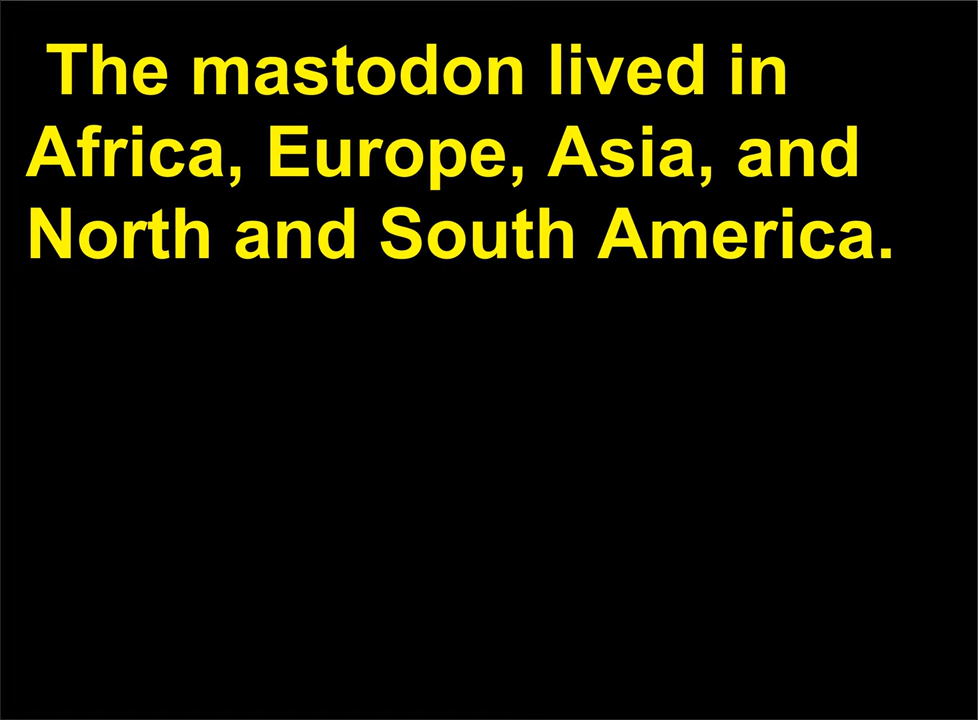 The mastodon lived in
Africa, Europe, Asia, and
North and South America.